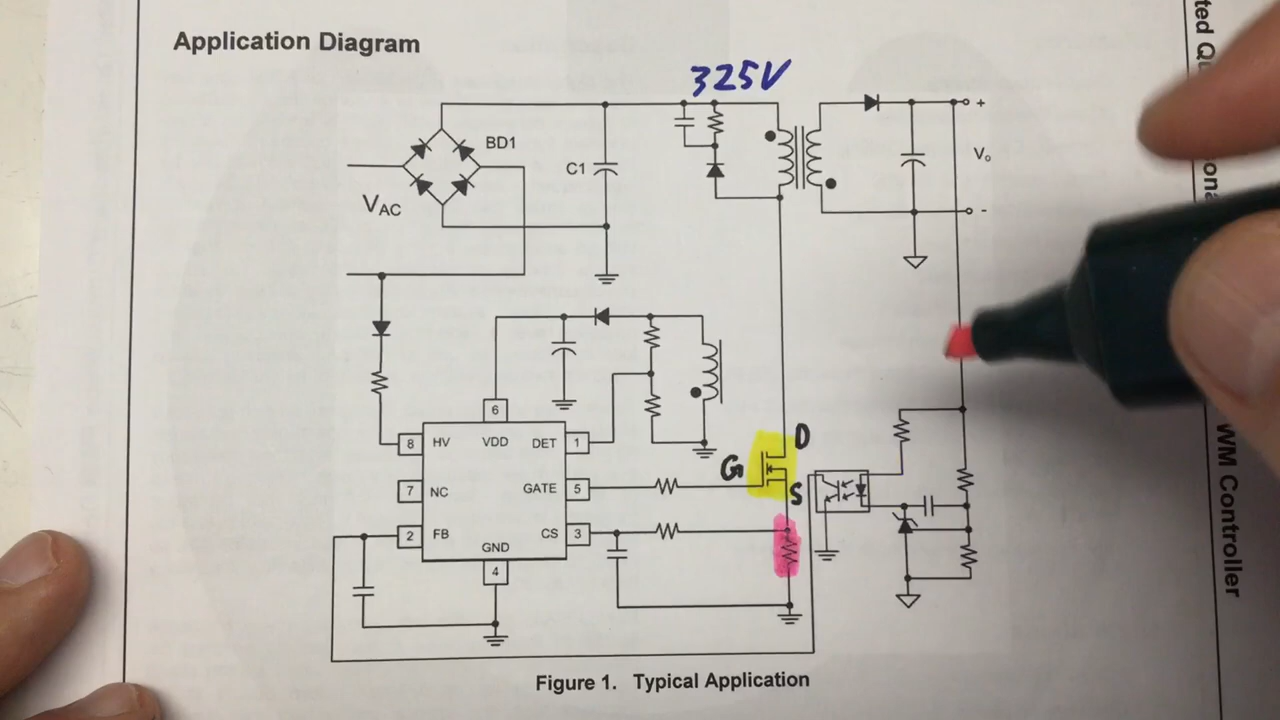 Application Diagram
325V
BD1
C1
+
Vo
-
VAC
6
8 HV VDD DET 1
D
G
7 NC GATE 5
S
2 FB CS 3
GND
4
Figure 1. Typical Application
WM Controller